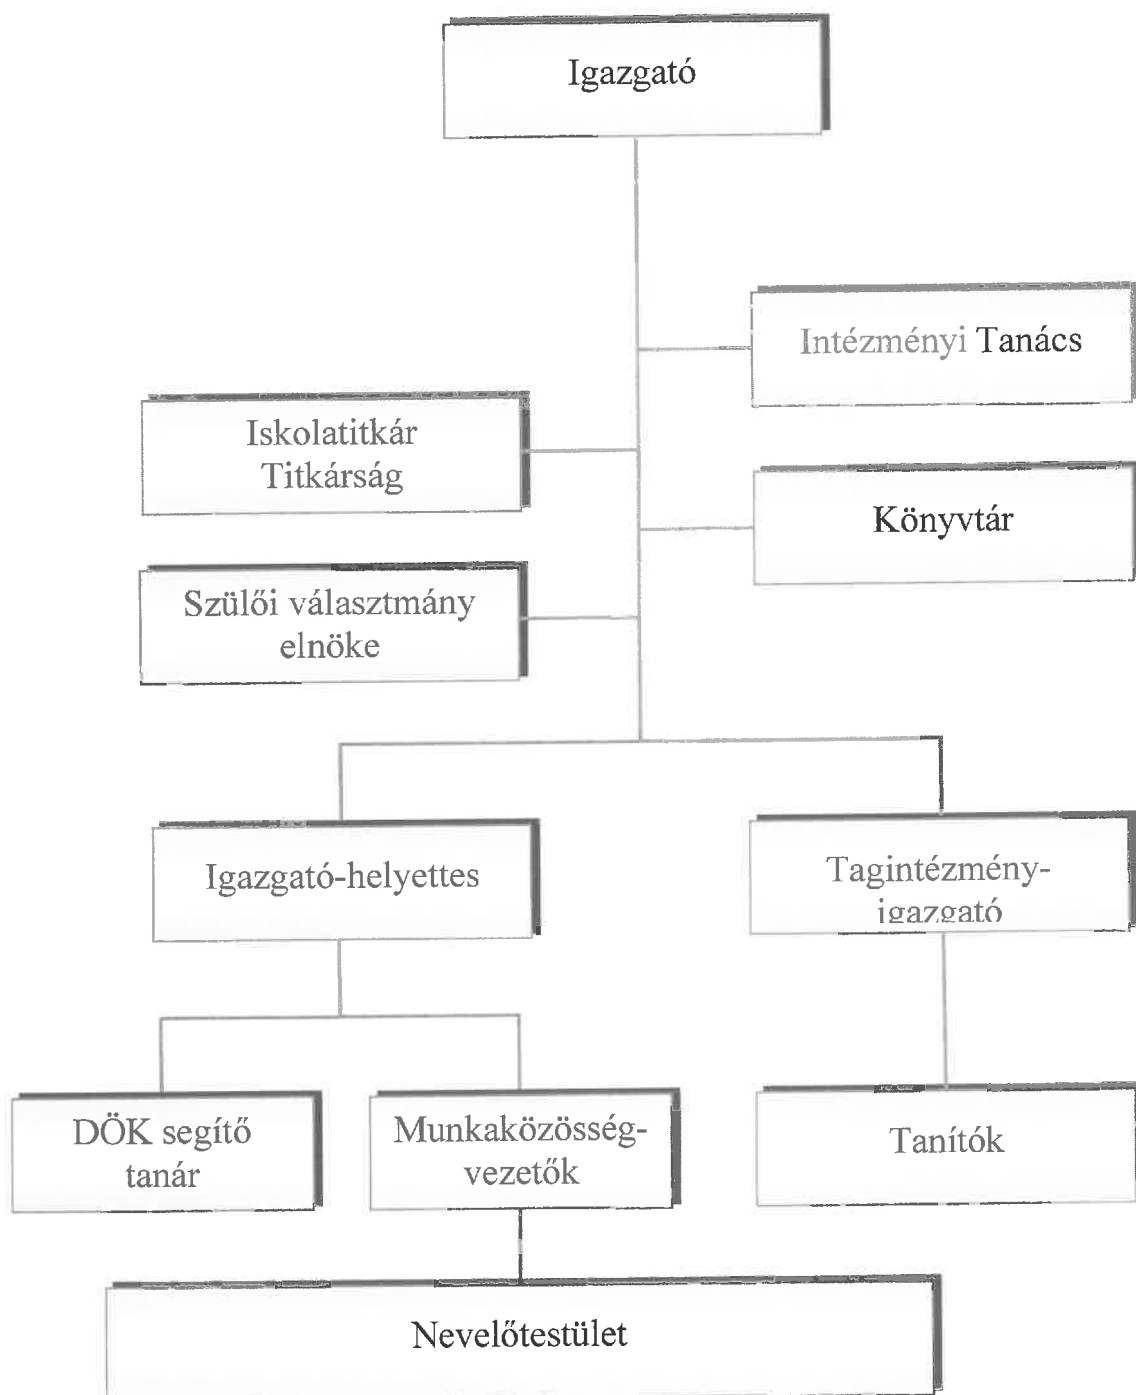 Igazgató
Intézményi Tanács
Iskolatitkár
Titkárság
Könyvtár
Szülői választmány
elnöke
Igazgató-helyettes
Tagintézmény-
igazgató
DÖK segítő
tanár
Munkaközösség-
vezetők
Tanítók
Nevelőtestület